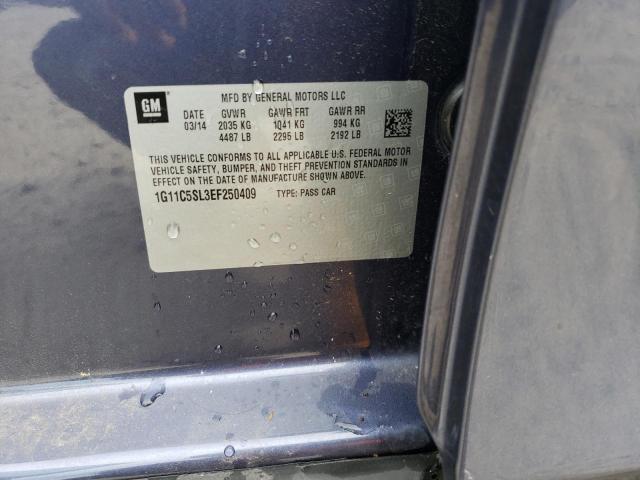 GM
MFD BY GENERAL MOTORS LLC
DATE GVWR GAWR FRT GAWR RR
03/14 2035 KG 1041 KG 994 KG
4487 LB 2295 LB 2192 LB
THIS VEHICLE CONFORMS TO ALL APPLICABLE U.S. FEDERAL MOTOR
VEHICLE SAFETY, BUMPER, AND THEFT PREVENTION STANDARDS IN
EFFECT ON THE DATE OF MANUFACTURE SHOWN ABOVE.
1G11C5SL3EF250409 TYPE: PASS CAR